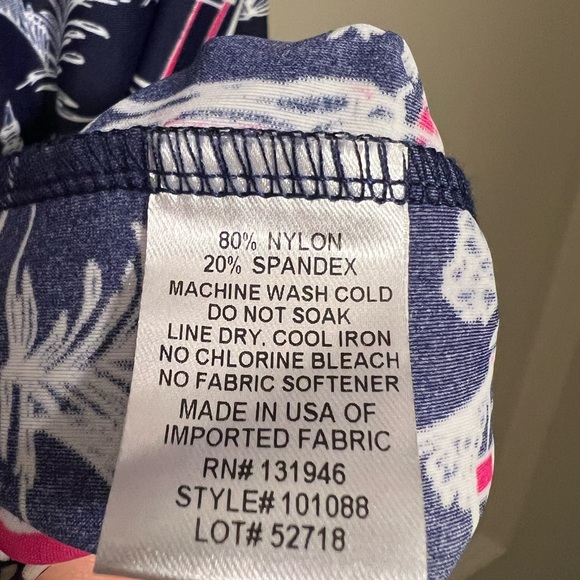 80% NYLON
20% SPANDEX
MACHINE WASH COLD
DO NOT SOAK
LINE DRY, COOL IRON
NO CHLORINE BLEACH
NO FABRIC SOFTENER
MADE IN USA OF
IMPORTED FABRIC
RN# 131946
STYLE# 101088
LOT# 52718